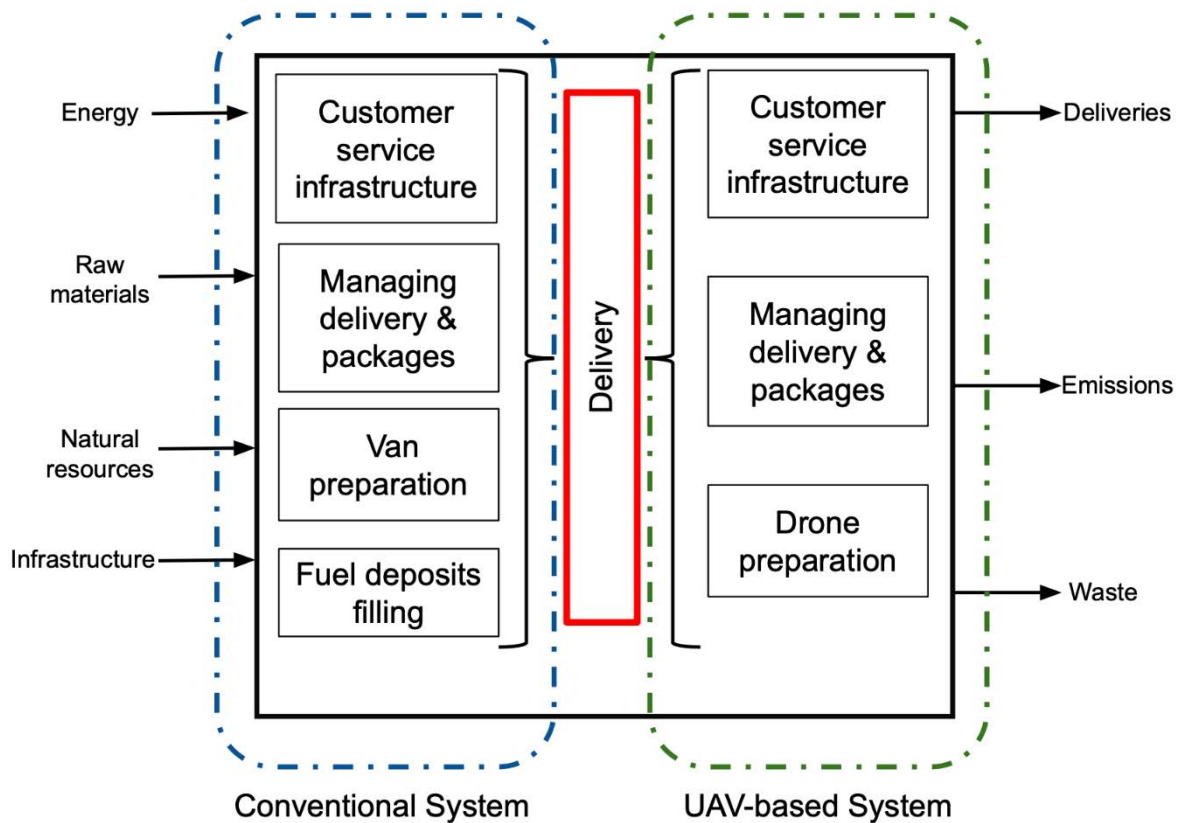 Energy
Raw
materials
Natural
resources
Infrastructure
Customer
service
infrastructure
Managing
delivery &
packages
Van
preparation
Fuel deposits
filling
Delivery
Customer
service
infrastructure
Managing
delivery &
packages
Drone
preparation
Deliveries
Emissions
Waste
Conventional System
UAV-based System